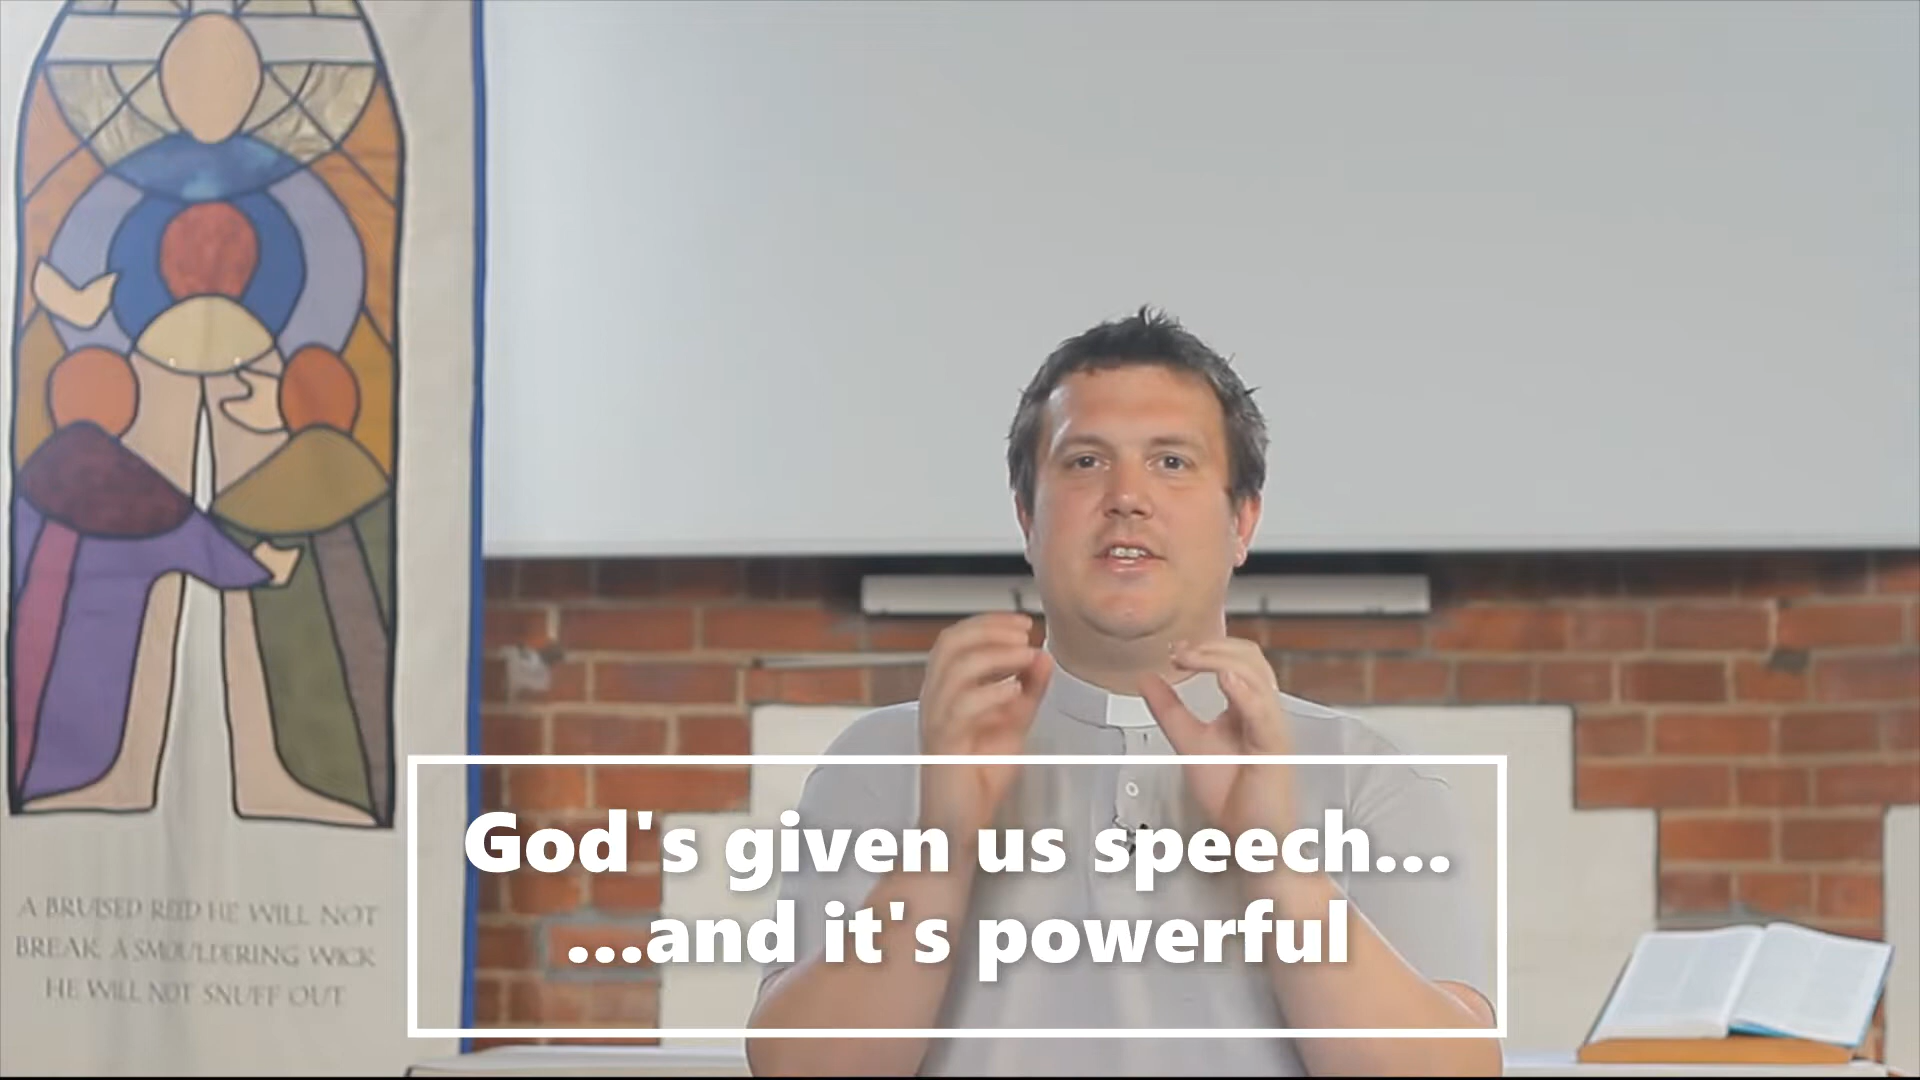 God's given us speech...
...and it's powerful
A BRUISED REED HE WILL NOT
BREAK, A SMOULDERING WICK
HE WILL NOT SNUFF OUT